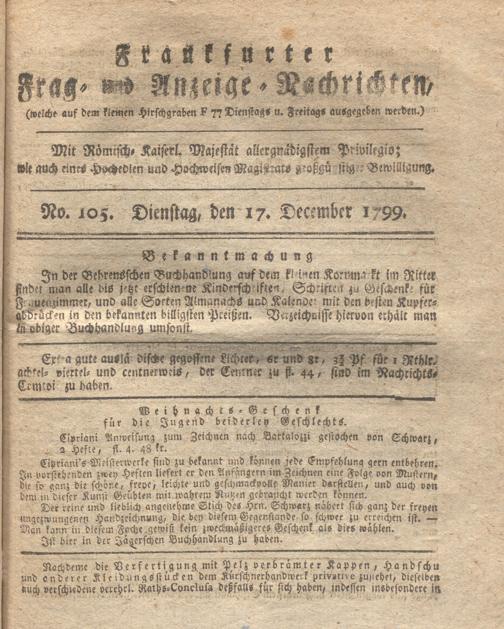 Frankfurter
Frag- und Anzeige-Nachrichten,
(welche auf dem kleinen Hirschgraben F 77 Dienstags u. Freitags ausgegeben werden.)
Mit Römisch-Kaiserl. Majestät allergnädigstem Privilegio;
wie auch eines Hochedlen und Hochweisen Magistrats großgünstiger Bewilligung.
No. 105. Dienstag, den 17. December 1799.
Bekanntmachung
In der Behrensschen Buchhandlung auf dem kleinen Kornmarkt im Ritter
findet man alle bis jetzt erschienene Kinderschriften, Schriften zu Geschenke für
Frauenzimmer, und alle Sorten Almanachs und Kalender mit den besten Kupfer-
abdrücken in den bekannten billigsten Preißen. Verzeichnisse hiervon erhält man
in obiger Buchhandlung umsonst.
Extra gute ausländische gegossene Lichter, 6r und 8r, 3¾ Pf für 1 Rthlr.
achtel- viertel- und centnerweis, der Centner zu fl. 44, sind im Nachrichts-
Comtoi zu haben.
Weihnachts-Geschenk
für die Jugend beiderley Geschlechts.
Cipriani Anweisung zum Zeichnen nach Bartalozzi gestochen von Schwarz,
2 Hefte, fl. 4. 48 kr.
Cipriani's Meisterwerke sind zu bekannt und können jede Empfehlung gern entbehren.
In vorstehenden zwey Heften liefert er den Anfängern im Zeichnen eine Folge von Mustern,
die so ganz der schöne, freye, leichte und geschmackvolle Manier darstellen, und auch von
dem in dieser Kunst Geübten mit wahrem Nutzen gebraucht werden können.
Der reine und lieblich angenehme Stich des Hrn. Schwarz nähert sich ganz der freyen
ungezwungenen Handzeichnung, die bey diesem Gegenstande so schwer zu erreichen ist. —
Man kann in diesem Fache gewiß kein zweckmäßigeres Geschenk als dies wählen.
Ist hier in der Jägerschen Buchhandlung zu haben.
Nachdeme die Verfertigung mit Pelz verbrämter Kappen, Handschu
und anderer Kleidungsstücken dem Kürschnerhandwerk privative zustehet, dieselben
auch verschiedene verehrl. Raths-Conclusa deßfalls für sich haben, indessen insbesondere in